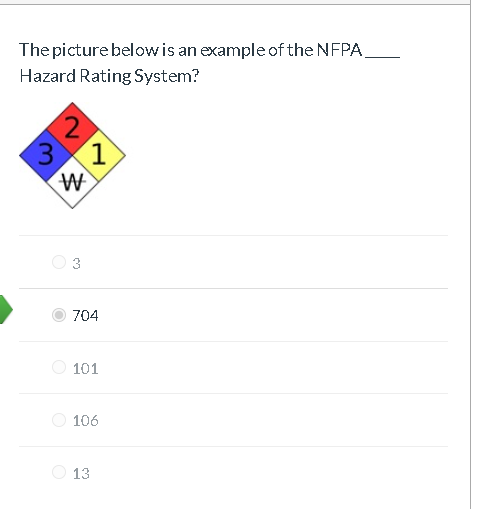 The picture below is an example of the NFPA_____
Hazard Rating System?
2
3 1
W
3
704
101
106
13